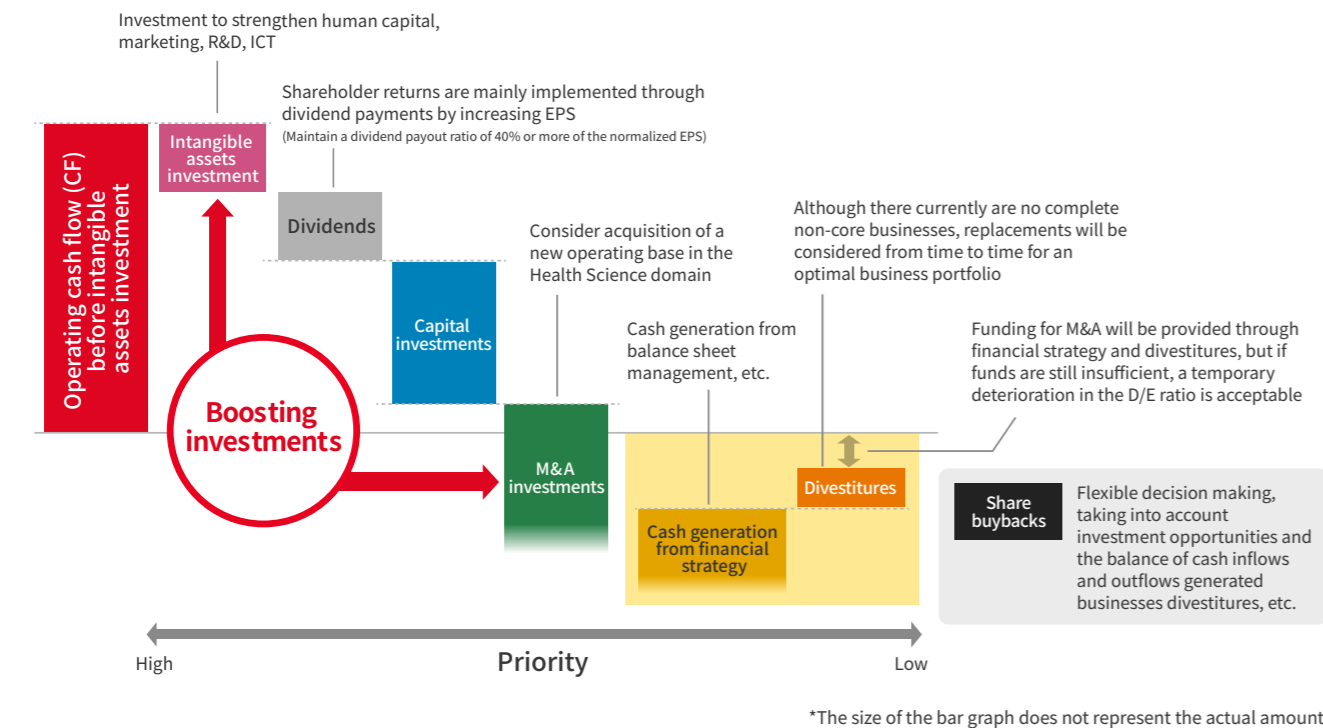 Investment to strengthen human capital,
marketing, R&D, ICT
Shareholder returns are mainly implemented through
dividend payments by increasing EPS
(Maintain a dividend payout ratio of 40% or more of the normalized EPS)
Operating cash flow (CF)
before intangible
assets investment
Intangible
assets
investment
Dividends
Consider acquisition of a
new operating base in the
Health Science domain
Although there currently are no complete
non-core businesses, replacements will be
considered from time to time for an
optimal business portfolio
Capital
investments
Cash generation from
balance sheet
management, etc.
Funding for M&A will be provided through
financial strategy and divestitures, but if
funds are still insufficient, a temporary
deterioration in the D/E ratio is acceptable
Boosting
investments
M&A
investments
Divestitures
Cash generation
from financial
strategy
Share
buybacks
Flexible decision making,
taking into account
investment opportunities and
the balance of cash inflows
and outflows generated
businesses divestitures, etc.
High
Priority
Low
*The size of the bar graph does not represent the actual amount